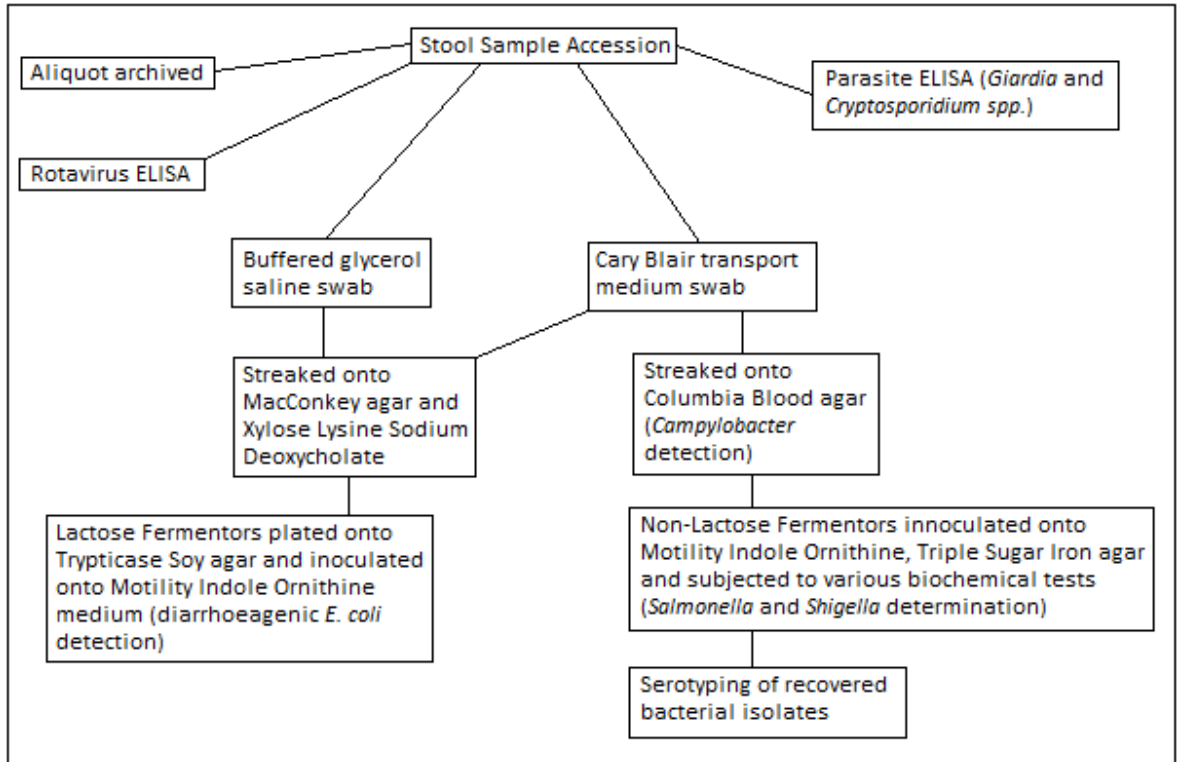 Stool Sample Accession
Aliquot archived
Parasite ELISA (Giardia and
Cryptosporidium spp.)
Rotavirus ELISA
Buffered glycerol
saline swab
Cary Blair transport
medium swab
Streaked onto
MacConkey agar and
Xylose Lysine Sodium
Deoxycholate
Streaked onto
Columbia Blood agar
(Campylobacter
detection)
Lactose Fermentors plated onto
Trypticase Soy agar and inoculated
onto Motility Indole Ornithine
medium (diarrhoeagenic E. coli
detection)
Non-Lactose Fermentors innoculated onto
Motility Indole Ornithine, Triple Sugar Iron agar
and subjected to various biochemical tests
(Salmonella and Shigella determination)
Serotyping of recovered
bacterial isolates